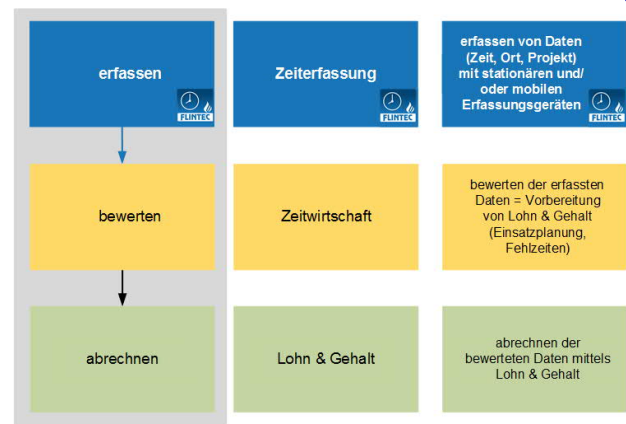 erfassen
FLINTEC
Zeiterfassung
FLINTEC
erfassen von Daten
(Zeit, Ort, Projekt)
mit stationären und/
oder mobilen
Erfassungsgeräten
FLINTEC
bewerten
Zeitwirtschaft
bewerten der erfassten
Daten = Vorbereitung
von Lohn & Gehalt
(Einsatzplanung,
Fehlzeiten)
abrechnen
Lohn & Gehalt
abrechnen der
bewerteten Daten mittels
Lohn & Gehalt